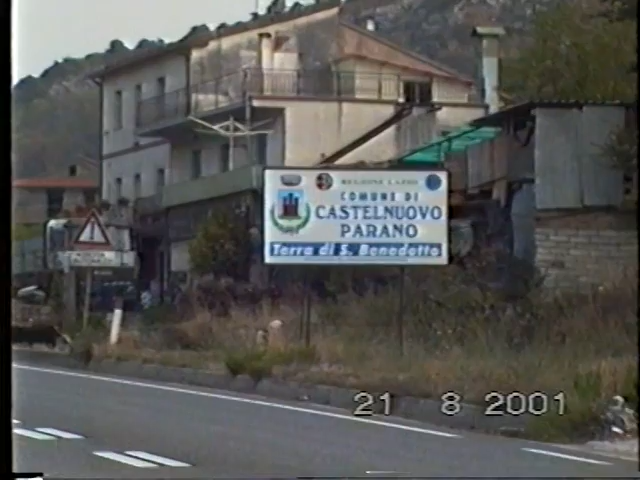 REGIONE LAZIO
COMUNE DI
CASTELNUOVO
PARANO
Terra di S. Benedetto
21 8 2001